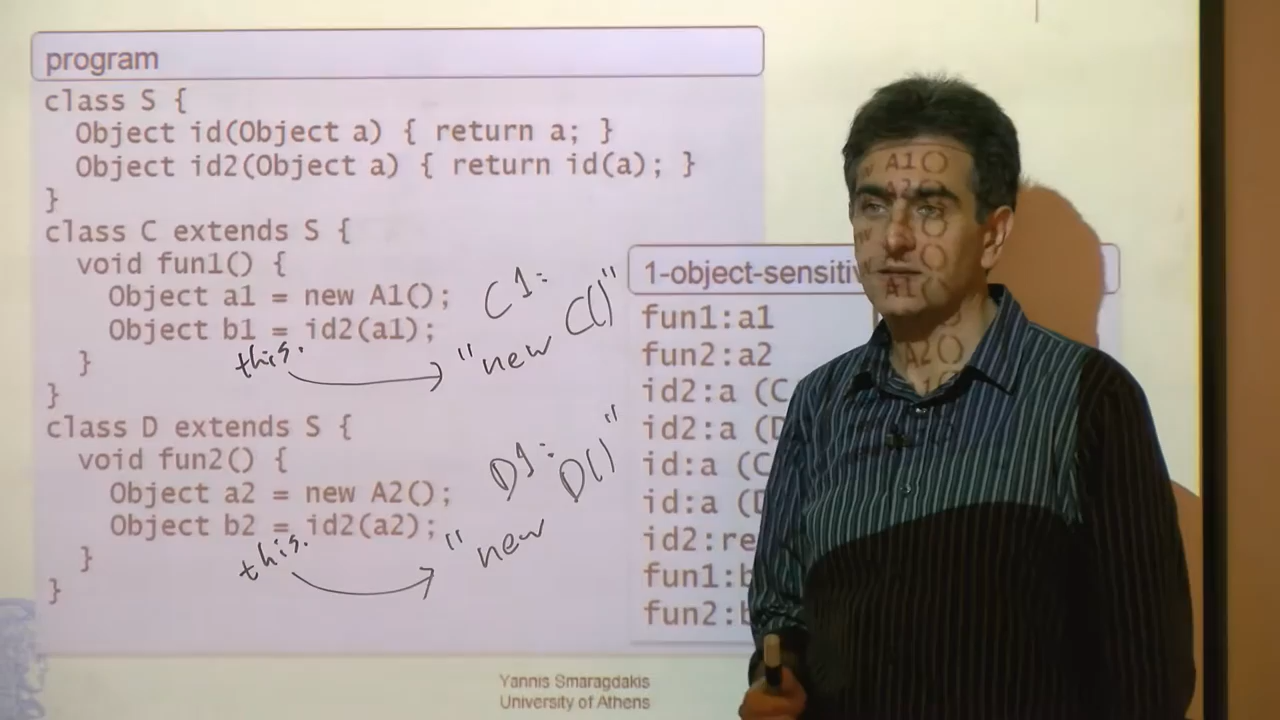 program
class S {
Object id(Object a) { return a; }
Object id2(Object a) { return id(a); }
}
class C extends S {
void fun1() {
Object a1 = new A1();
Object b1 = id2(a1);
this.
C1:
"new C()"
}
}
class D extends S {
void fun2() {
Object a2 = new A2();
Object b2 = id2(a2);
this.
D1:
"new D()"
}
}
1-object-sensitiv
fun1:a1
fun2:a2
id2:a (C
id2:a (D
id:a (C
id:a (D
id2:re
fun1:b
fun2:b
A1()
A1()
A2()
Yannis Smaragdakis
University of Athens